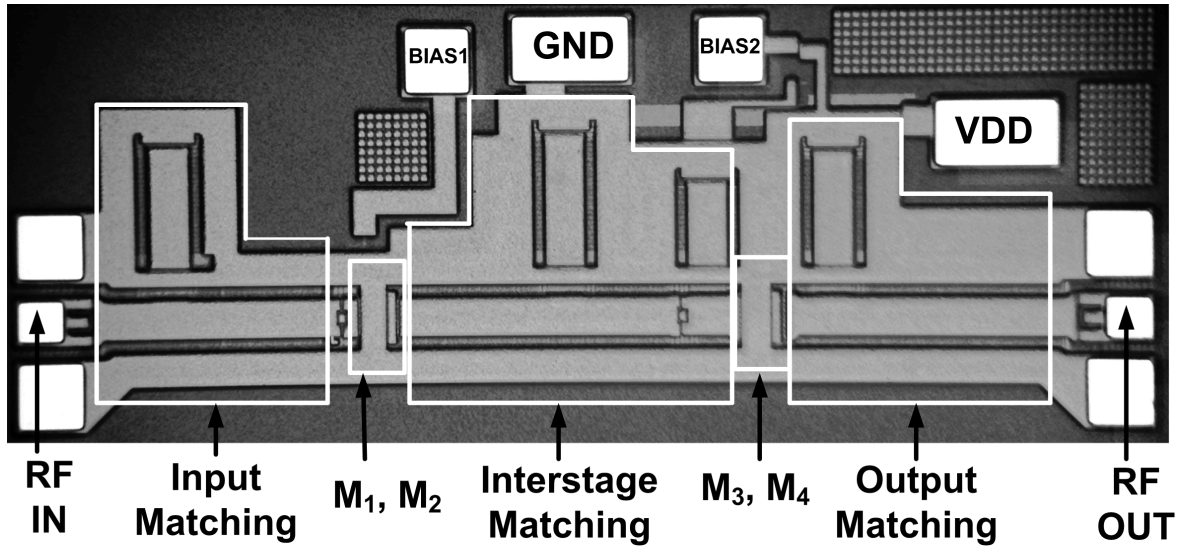 BIAS1
GND
BIAS2
VDD
RF
IN
Input
Matching
M₁, M₂
Interstage
Matching
M₃, M₄
Output
Matching
RF
OUT